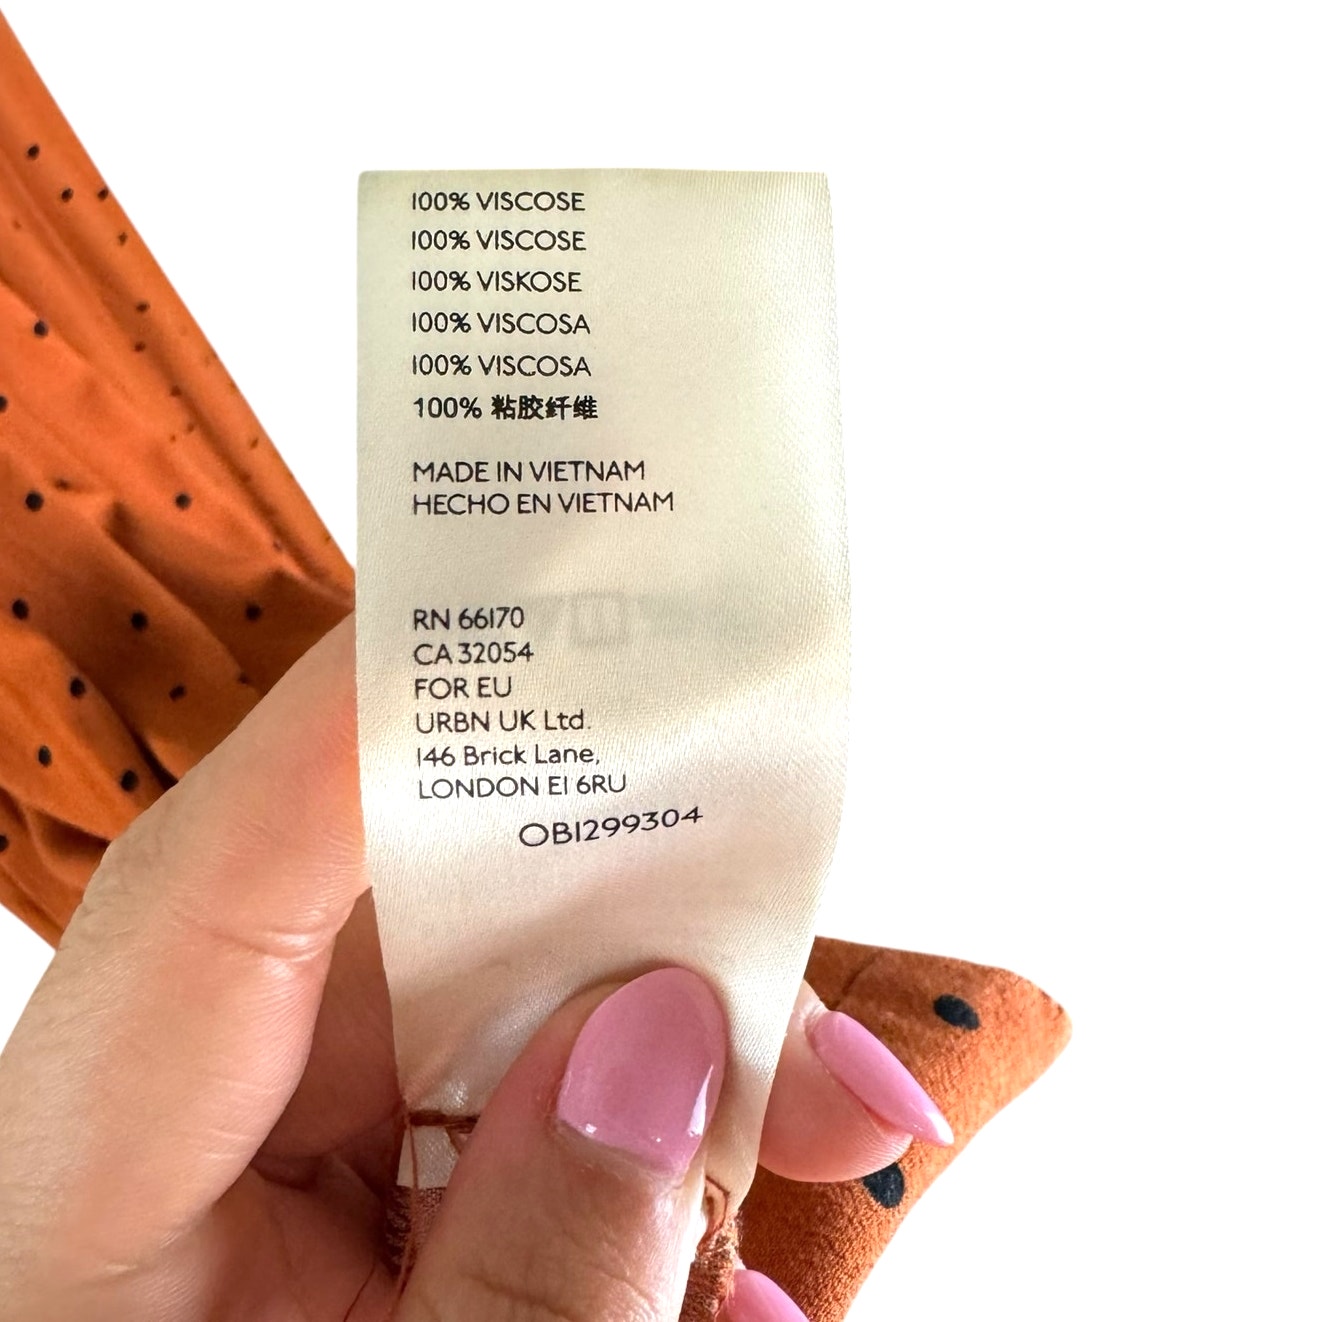 100% VISCOSE
100% VISCOSE
100% VISKOSE
100% VISCOSA
100% VISCOSA
100% 粘胶纤维
MADE IN VIETNAM
HECHO EN VIETNAM
RN 66170
CA 32054
FOR EU
URBN UK Ltd.
146 Brick Lane,
LONDON E1 6RU
OB1299304